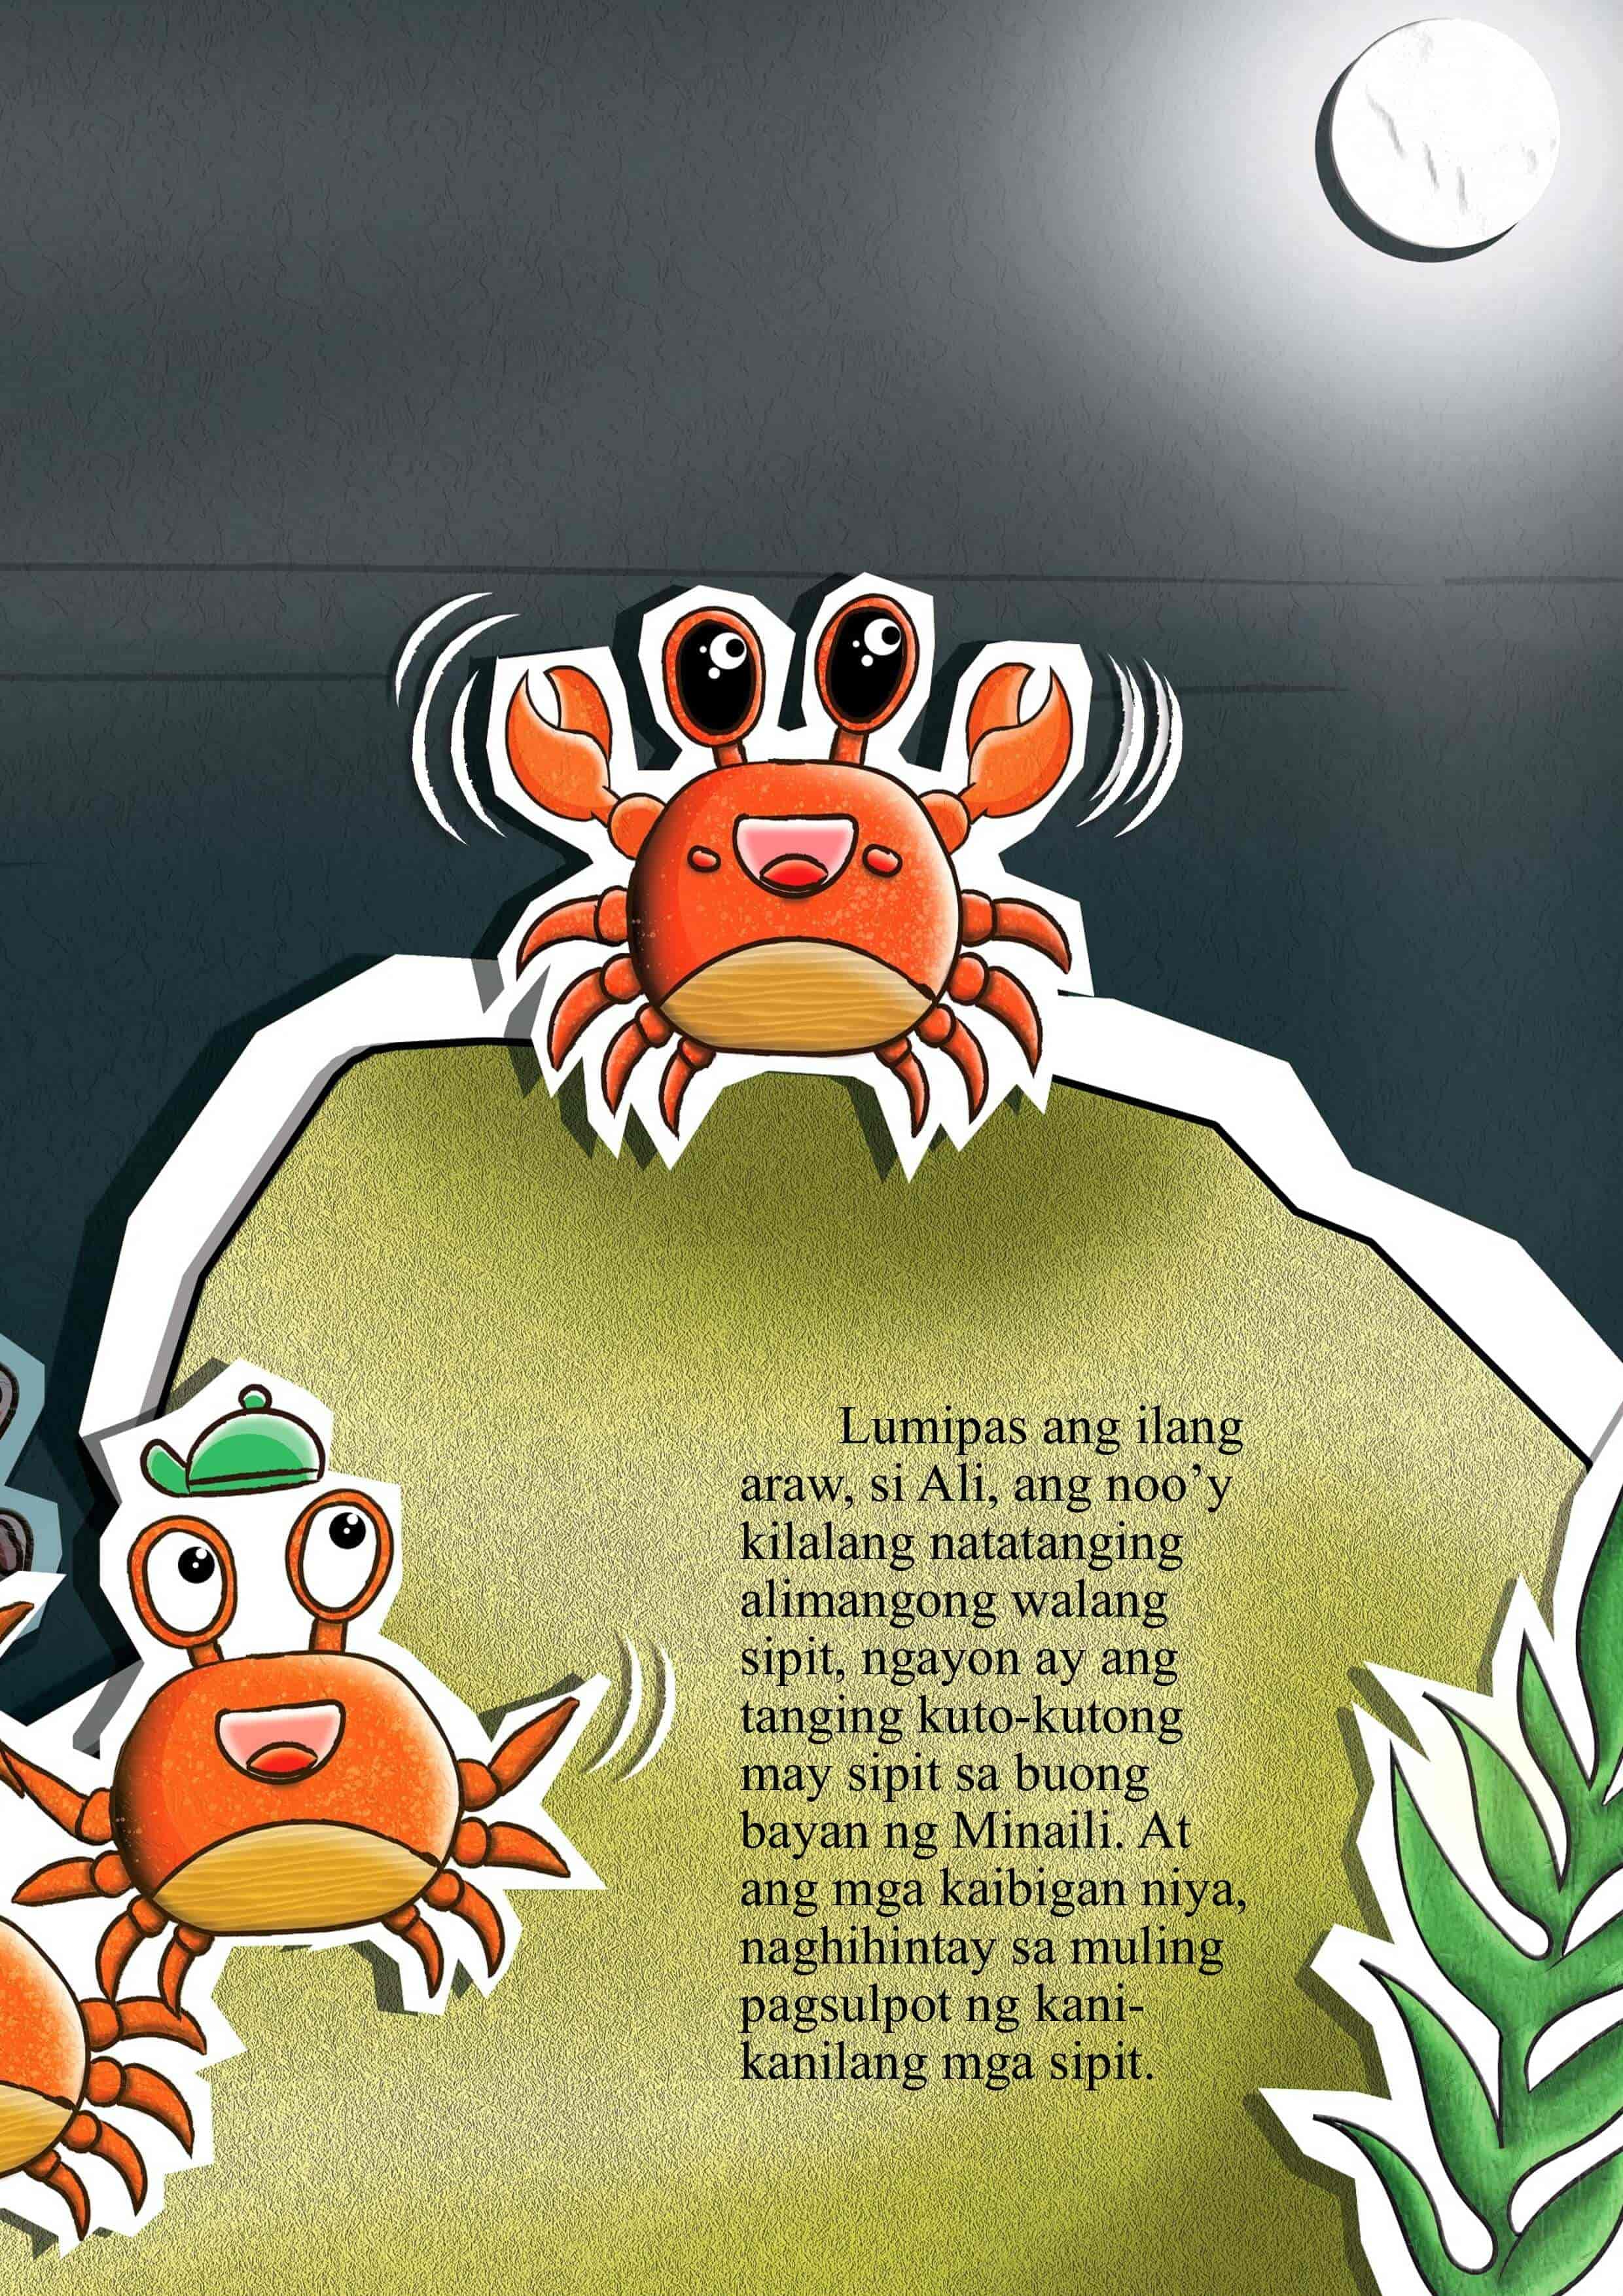 Lumipas ang ilang
araw, si Ali, ang noo’y
kilalang natatanging
alimangong walang
sipit, ngayon ay ang
tanging kuto-kutong
may sipit sa buong
bayan ng Minaili. At
ang mga kaibigan niya,
naghihintay sa muling
pagsulpot ng kani-
kanilang mga sipit.